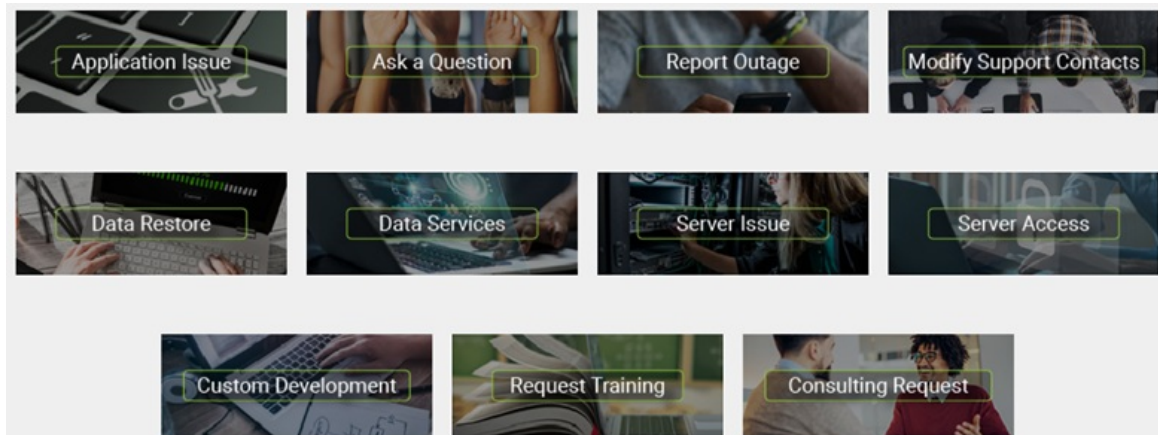 Application Issue
Ask a Question
Report Outage
Modify Support Contacts
Data Restore
Data Services
Server Issue
Server Access
Custom Development
Request Training
Consulting Request